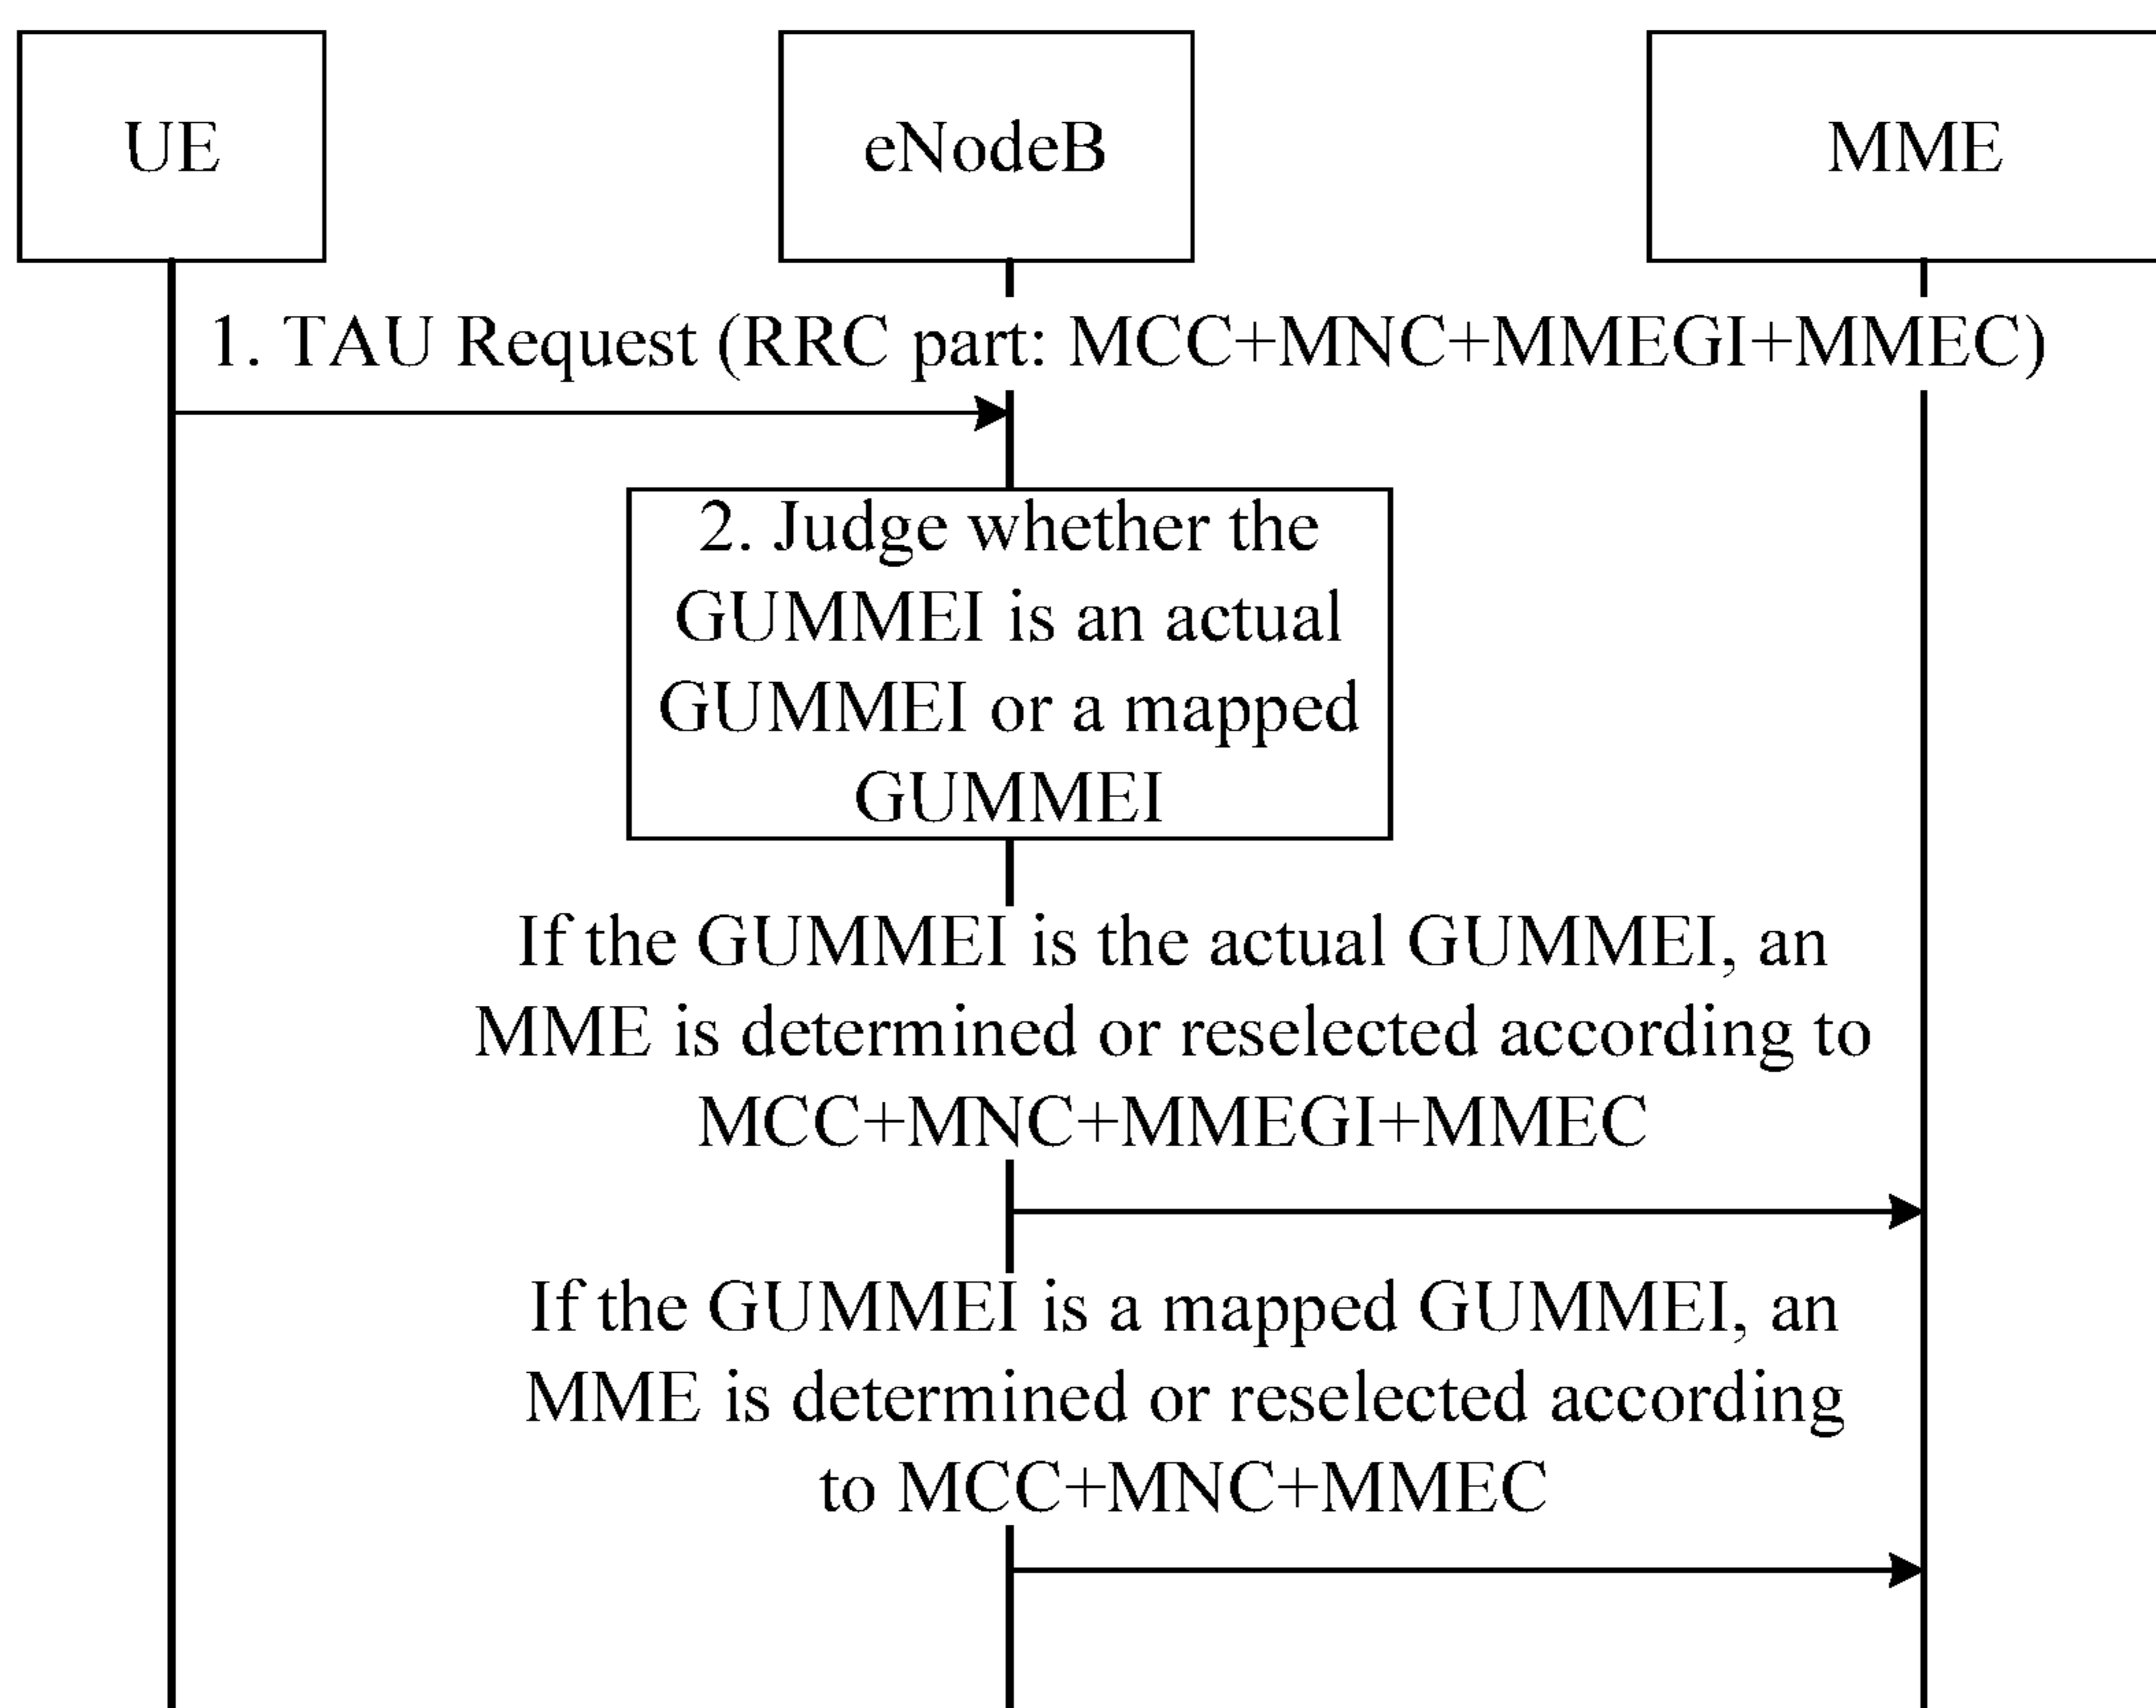 UE
eNodeB
MME
1. TAU Request (RRC part: MCC+MNC+MMEGI+MMEC)
2. Judge whether the
GUMMEI is an actual
GUMMEI or a mapped
GUMMEI
If the GUMMEI is the actual GUMMEI, an
MME is determined or reselected according to
MCC+MNC+MMEGI+MMEC
If the GUMMEI is a mapped GUMMEI, an
MME is determined or reselected according
to MCC+MNC+MMEC